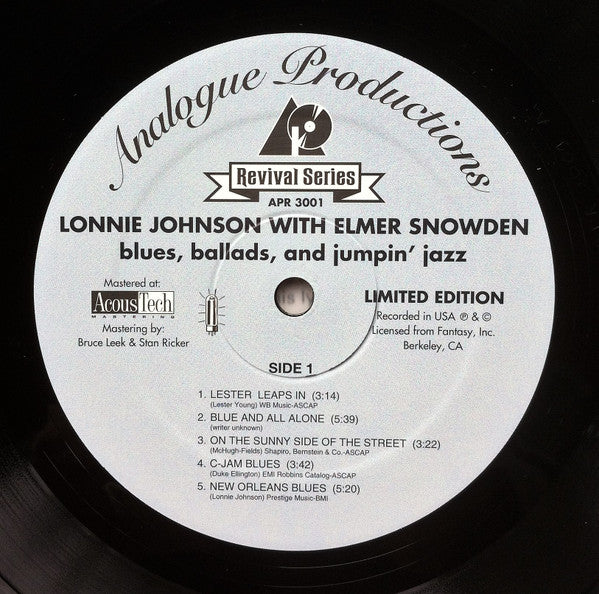 Analogue Productions
AP
Revival Series
APR 3001
LONNIE JOHNSON WITH ELMER SNOWDEN
blues, ballads, and jumpin' jazz
Mastered at:
AcousTech
MASTERING
Mastering by:
Bruce Leek & Stan Ricker
LIMITED EDITION
Recorded in USA ℗ & ©
Licensed from Fantasy, Inc.
Berkeley, CA
SIDE 1
1. LESTER LEAPS IN (3:14)
(Lester Young) WB Music-ASCAP
2. BLUE AND ALL ALONE (5:39)
(writer unknown)
3. ON THE SUNNY SIDE OF THE STREET (3:22)
(McHugh-Fields) Shapiro, Bernstein & Co.-ASCAP
4. C-JAM BLUES (3:42)
(Duke Ellington) EMI Robbins Catalog-ASCAP
5. NEW ORLEANS BLUES (5:20)
(Lonnie Johnson) Prestige Music-BMI